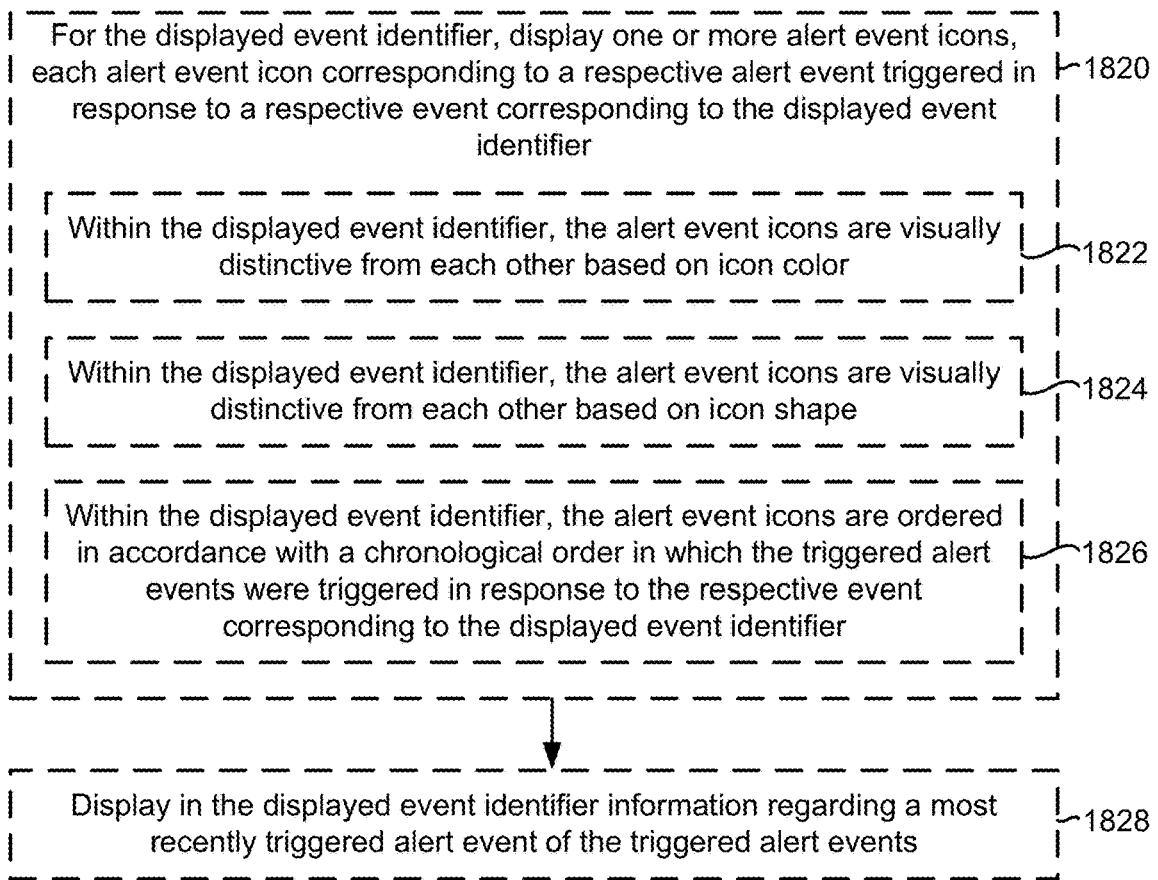 For the displayed event identifier, display one or more alert event icons,
each alert event icon corresponding to a respective alert event triggered in
response to a respective event corresponding to the displayed event
identifier
1820
Within the displayed event identifier, the alert event icons are visually
distinctive from each other based on icon color
1822
Within the displayed event identifier, the alert event icons are visually
distinctive from each other based on icon shape
1824
Within the displayed event identifier, the alert event icons are ordered
in accordance with a chronological order in which the triggered alert
events were triggered in response to the respective event
corresponding to the displayed event identifier
1826
Display in the displayed event identifier information regarding a most
recently triggered alert event of the triggered alert events
1828